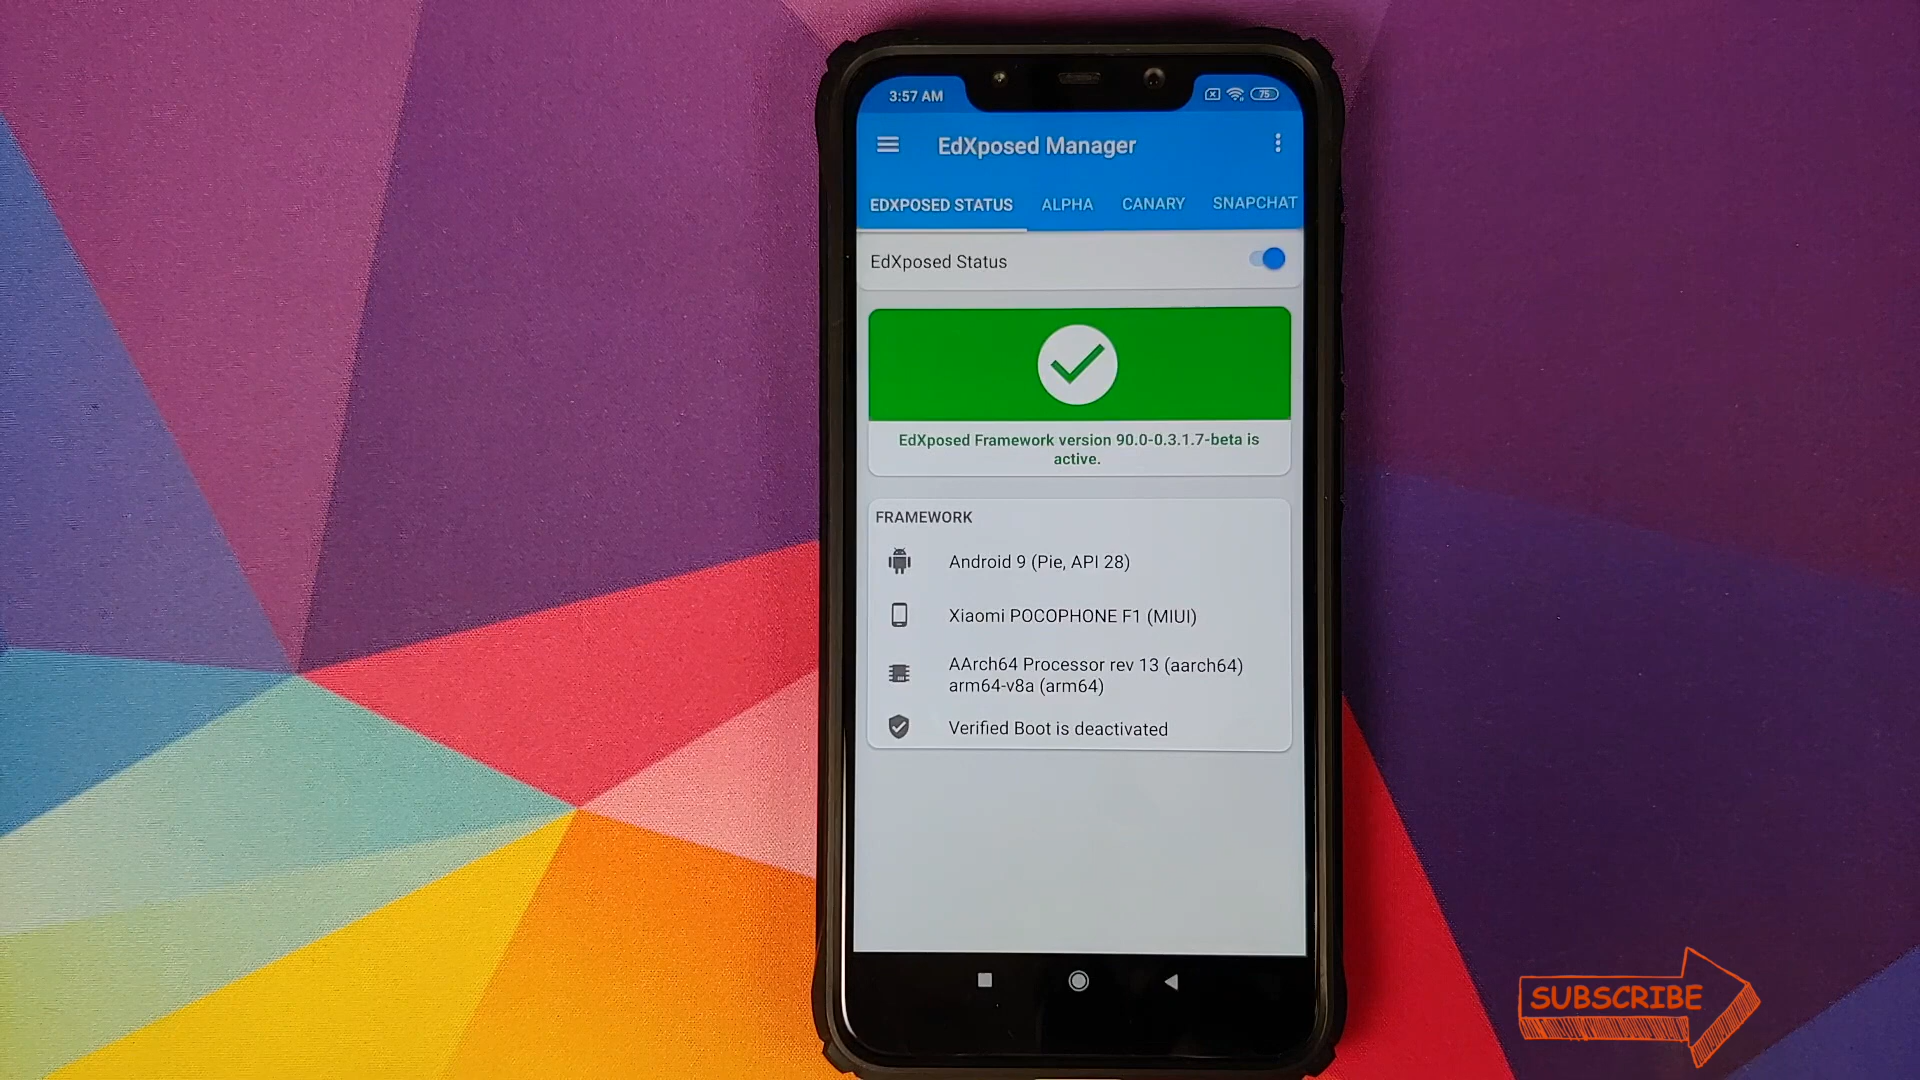 3:57 AM
75
EdXposed Manager
EDXPOSED STATUS ALPHA CANARY SNAPCHAT
EdXposed Status
EdXposed Framework version 90.0-0.3.1.7-beta is
active.
FRAMEWORK
Android 9 (Pie, API 28)
Xiaomi POCOPHONE F1 (MIUI)
AArch64 Processor rev 13 (aarch64)
arm64-v8a (arm64)
Verified Boot is deactivated
SUBSCRIBE